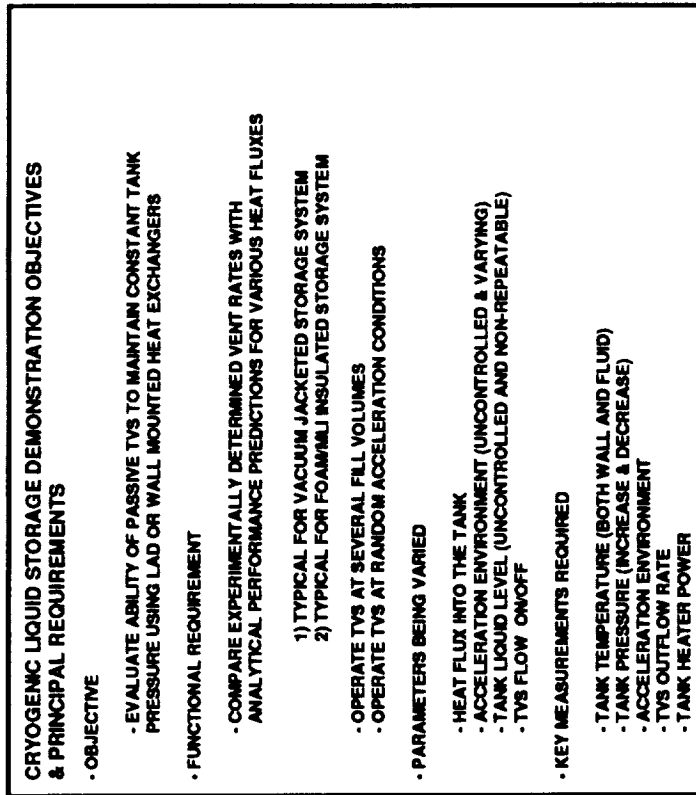 CRYOGENIC LIQUID STORAGE DEMONSTRATION OBJECTIVES
& PRINCIPAL REQUIREMENTS
- OBJECTIVE
- EVALUATE ABILITY OF PASSIVE TVS TO MAINTAIN CONSTANT TANK
PRESSURE USING LAD OR WALL MOUNTED HEAT EXCHANGERS
- FUNCTIONAL REQUIREMENT
- COMPARE EXPERIMENTALLY DETERMINED VENT RATES WITH
ANALYTICAL PERFORMANCE PREDICTIONS FOR VARIOUS HEAT FLUXES
1) TYPICAL FOR VACUUM JACKETED STORAGE SYSTEM
2) TYPICAL FOR FOAM/MLI INSULATED STORAGE SYSTEM
- OPERATE TVS AT SEVERAL FILL VOLUMES
- OPERATE TVS AT RANDOM ACCELERATION CONDITIONS
- PARAMETERS BEING VARIED
- HEAT FLUX INTO THE TANK
- ACCELERATION ENVIRONMENT (UNCONTROLLED & VARYING)
- TANK LIQUID LEVEL (UNCONTROLLED AND NON-REPEATABLE)
- TVS FLOW ON/OFF
- KEY MEASUREMENTS REQUIRED
- TANK TEMPERATURE (BOTH WALL AND FLUID)
- TANK PRESSURE (INCREASE & DECREASE)
- ACCELERATION ENVIRONMENT
- TVS OUTFLOW RATE
- TANK HEATER POWER